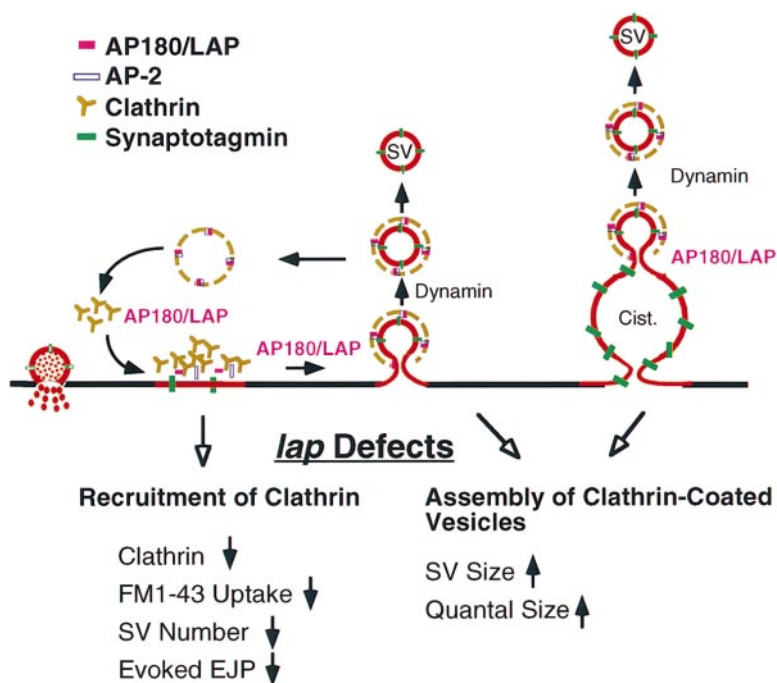 AP180/LAP
AP-2
Clathrin
Synaptotagmin
SV
SV
Dynamin
Dynamin
AP180/LAP
AP180/LAP
AP180/LAP
Cist.
lap Defects
Recruitment of Clathrin
Clathrin
FM1-43 Uptake
SV Number
Evoked EJP
Assembly of Clathrin-Coated
Vesicles
SV Size
Quantal Size